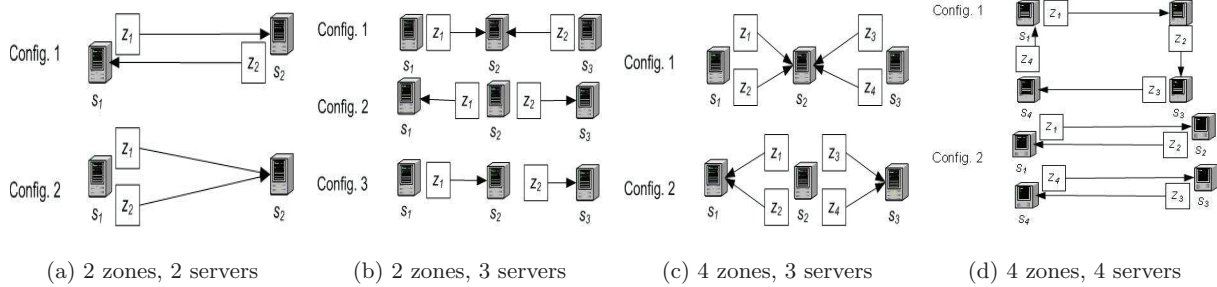 Config. 1
z1
z2
s1
s2
Config. 2
z1
z2
s1
s2
(a) 2 zones, 2 servers
Config. 1
z1
z2
s1
s2
s3
Config. 2
z1
z2
s1
s2
s3
Config. 3
z1
z2
s1
s2
s3
(b) 2 zones, 3 servers
Config. 1
z1
z3
z2
z4
s1
s2
s3
Config. 2
z1
z3
z2
z4
s1
s2
s3
(c) 4 zones, 3 servers
Config. 1
z1
s1
z2
z4
z3
s4
s3
Config. 2
z1
z2
s1
s2
z4
z3
s4
s3
(d) 4 zones, 4 servers